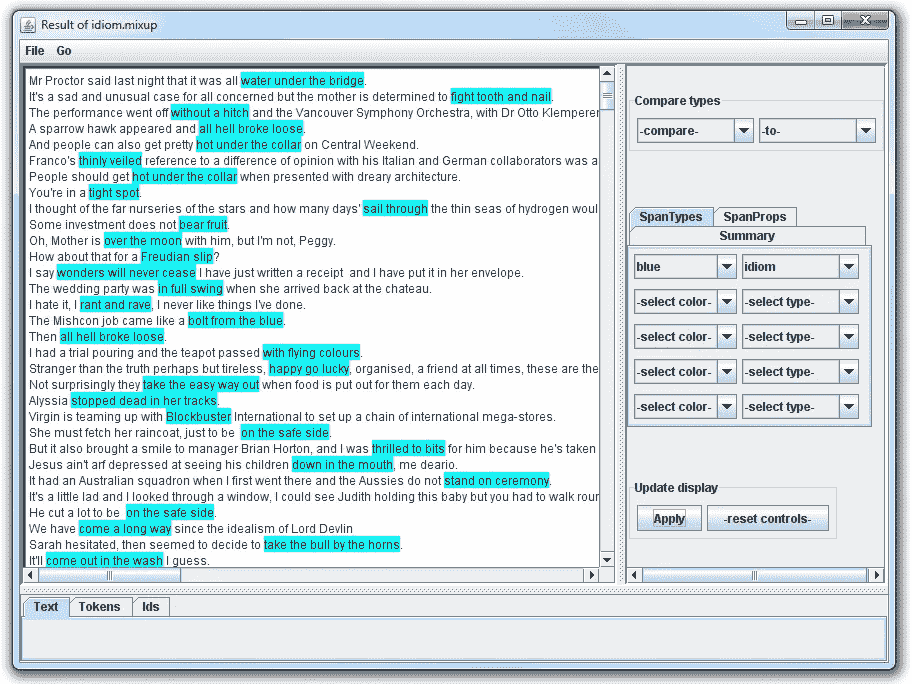 Result of idiom.mixup
File Go
Mr Proctor said last night that it was all water under the bridge.
It's a sad and unusual case for all concerned but the mother is determined to fight tooth and nail.
The performance went off without a hitch and the Vancouver Symphony Orchestra, with Dr Otto Klemperer
A sparrow hawk appeared and all hell broke loose.
And people can also get pretty hot under the collar on Central Weekend.
Franco's thinly veiled reference to a difference of opinion with his Italian and German collaborators was a
People should get hot under the collar when presented with dreary architecture.
You're in a tight spot.
I thought of the far nurseries of the stars and how many days' sail through the thin seas of hydrogen woul
Some investment does not bear fruit.
Oh, Mother is over the moon with him, but I'm not, Peggy.
How about that for a Freudian slip?
I say wonders will never cease I have just written a receipt and I have put it in her envelope.
The wedding party was in full swing when she arrived back at the chateau.
I hate it, I rant and rave, I never like things I've done.
The Mishcon job came like a bolt from the blue.
Then all hell broke loose.
I had a trial pouring and the teapot passed with flying colours.
Stranger than the truth perhaps but tireless, happy go lucky, organised, a friend at all times, these are the
Not surprisingly they take the easy way out when food is put out for them each day.
Alyssia stopped dead in her tracks.
Virgin is teaming up with Blockbuster International to set up a chain of international mega-stores.
She must fetch her raincoat, just to be on the safe side.
But it also brought a smile to manager Brian Horton, and I was thrilled to bits for him because he's taken
Jesus ain't arf depressed at seeing his children down in the mouth, me deario.
It had an Australian squadron when I first went there and the Aussies do not stand on ceremony.
It's a little lad and I looked through a window, I could see Judith holding this baby but you had to walk rour
He cut a lot to be on the safe side.
We have come a long way since the idealism of Lord Devlin
Sarah hesitated, then seemed to decide to take the bull by the horns.
It'll come out in the wash I guess.
Compare types
-compare- -to-
SpanTypes SpanProps
Summary
blue idiom
-select color- -select type-
-select color- -select type-
-select color- -select type-
-select color- -select type-
Update display
Apply -reset controls-
Text Tokens Ids